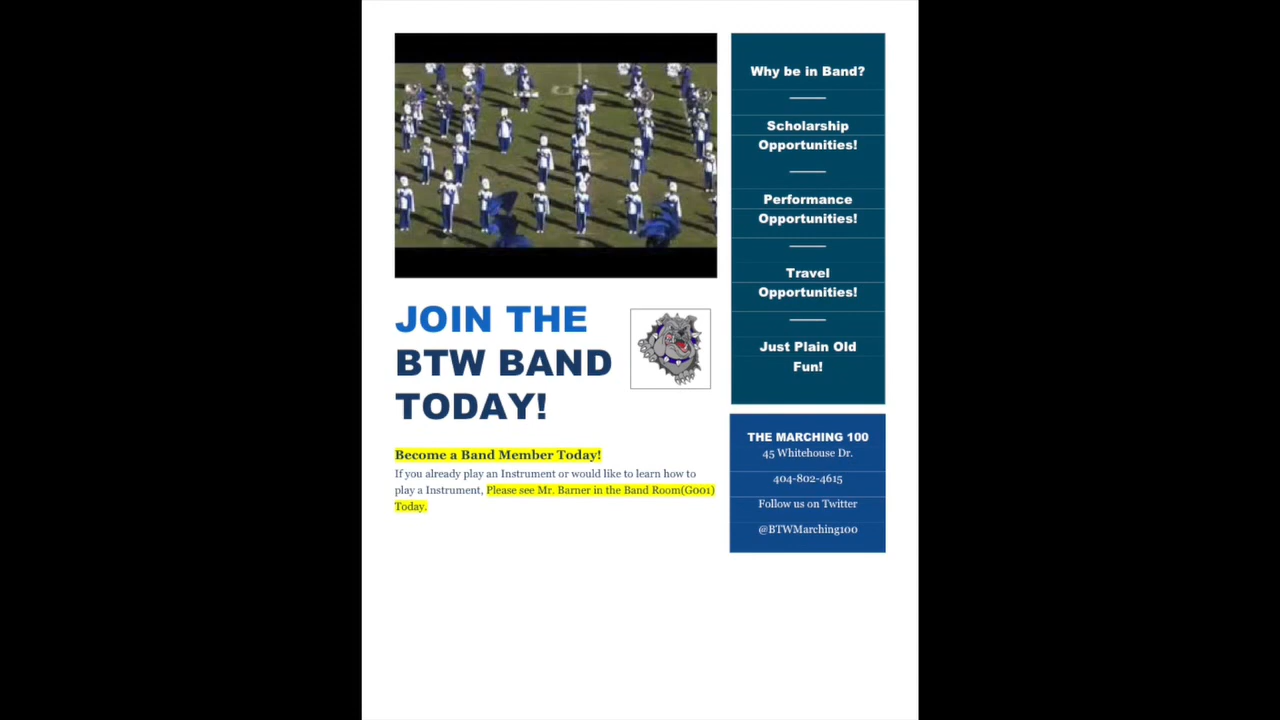 JOIN THE
BTW BAND
TODAY!
Become a Band Member Today!
If you already play an Instrument or would like to learn how to
play a Instrument, Please see Mr. Barner in the Band Room(G001)
Today.
Why be in Band?
Scholarship
Opportunities!
Performance
Opportunities!
Travel
Opportunities!
Just Plain Old
Fun!
THE MARCHING 100
45 Whitehouse Dr.
404-802-4615
Follow us on Twitter
@BTWMarching100